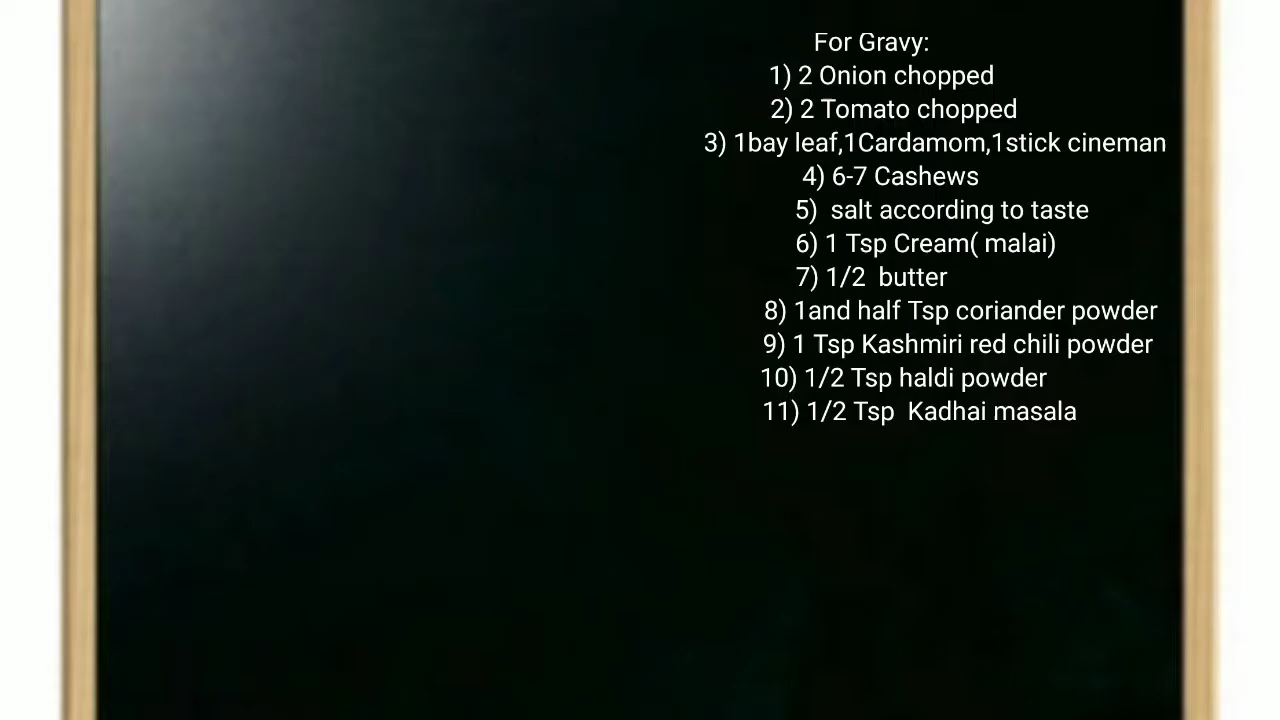 For Gravy:
1) 2 Onion chopped
2) 2 Tomato chopped
3) 1bay leaf,1Cardamom,1stick cineman
4) 6-7 Cashews
5)  salt according to taste
6) 1 Tsp Cream( malai)
7) 1/2  butter
8) 1and half Tsp coriander powder
9) 1 Tsp Kashmiri red chili powder
10) 1/2 Tsp haldi powder
11) 1/2 Tsp  Kadhai masala